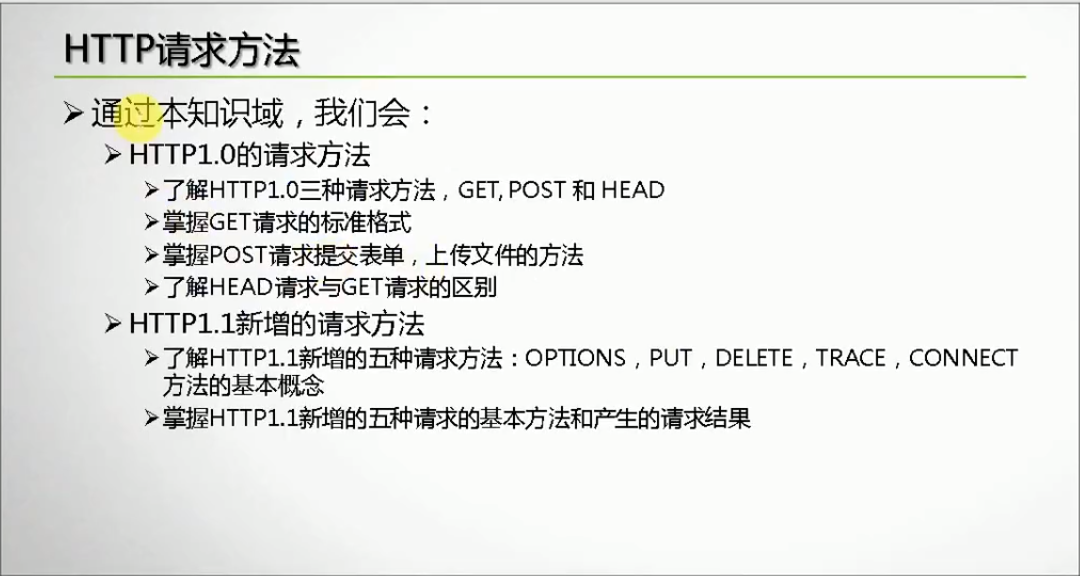 HTTP请求方法
通过本知识域，我们会：
HTTP1.0的请求方法
了解HTTP1.0三种请求方法，GET, POST 和 HEAD
掌握GET请求的标准格式
掌握POST请求提交表单，上传文件的方法
了解HEAD请求与GET请求的区别
HTTP1.1新增的请求方法
了解HTTP1.1新增的五种请求方法：OPTIONS，PUT，DELETE，TRACE，CONNECT
方法的基本概念
掌握HTTP1.1新增的五种请求的基本方法和产生的请求结果